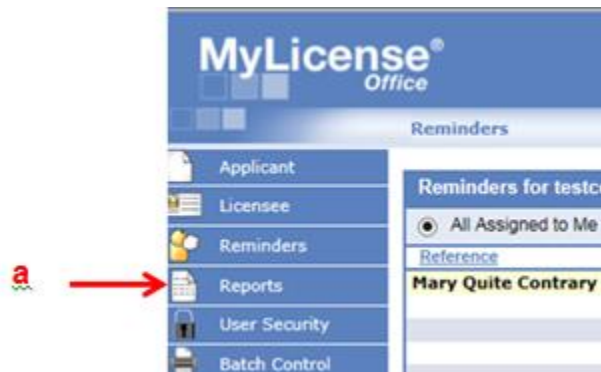 MyLicense®
Office
Reminders
Applicant
Licensee
Reminders
Reports
User Security
Batch Control
Reminders for testc
All Assigned to Me
Reference
Mary Quite Contrary
a